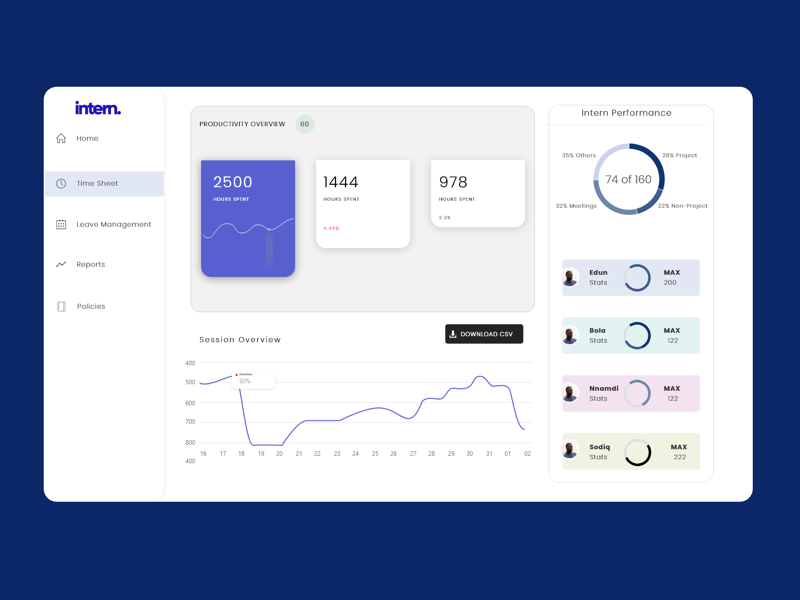 intern.
Home
Time Sheet
Leave Management
Reports
Policies
PRODUCTIVITY OVERVIEW 60
2500
HOURS SPENT
1444
HOURS SPENT
4.44%
978
HOURS SPENT
2.3%
Session Overview
DOWNLOAD CSV
400
500
600
700
800
400
90%
16 17 18 19 20 21 22 23 24 25 26 27 28 29 30 31 01 02
Intern Performance
35% Others
28% Project
74 of 160
32% Meetings
22% Non-Project
Edun
Stats
MAX
200
Bola
Stats
MAX
122
Nnamdi
Stats
MAX
122
Sodiq
Stats
MAX
222